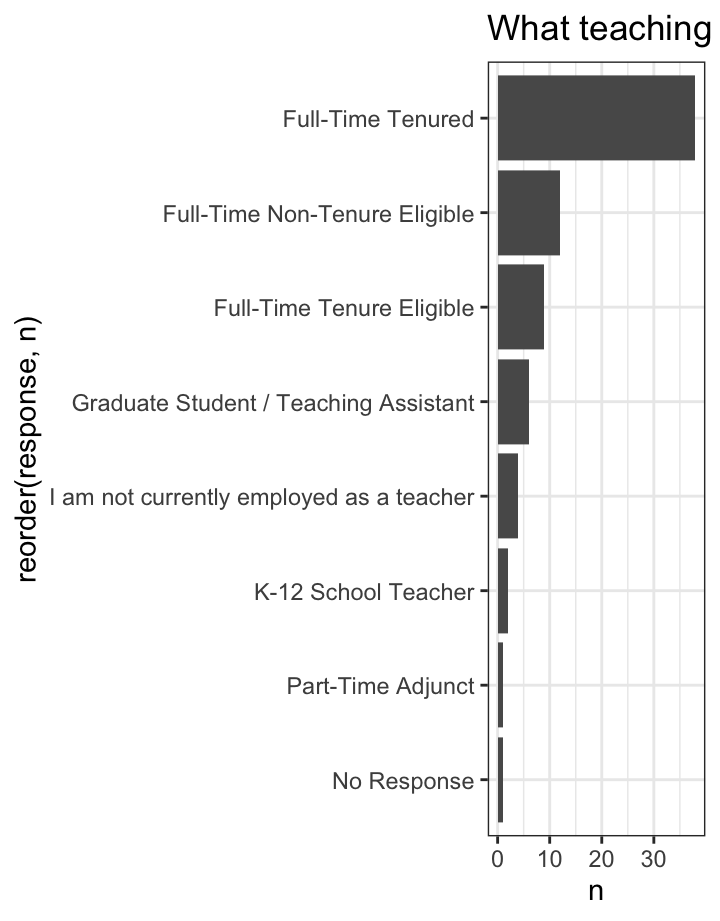 What teaching
Full-Time Tenured
Full-Time Non-Tenure Eligible
Full-Time Tenure Eligible
Graduate Student / Teaching Assistant
I am not currently employed as a teacher
K-12 School Teacher
Part-Time Adjunct
No Response
reorder(response, n)
0 10 20 30
n